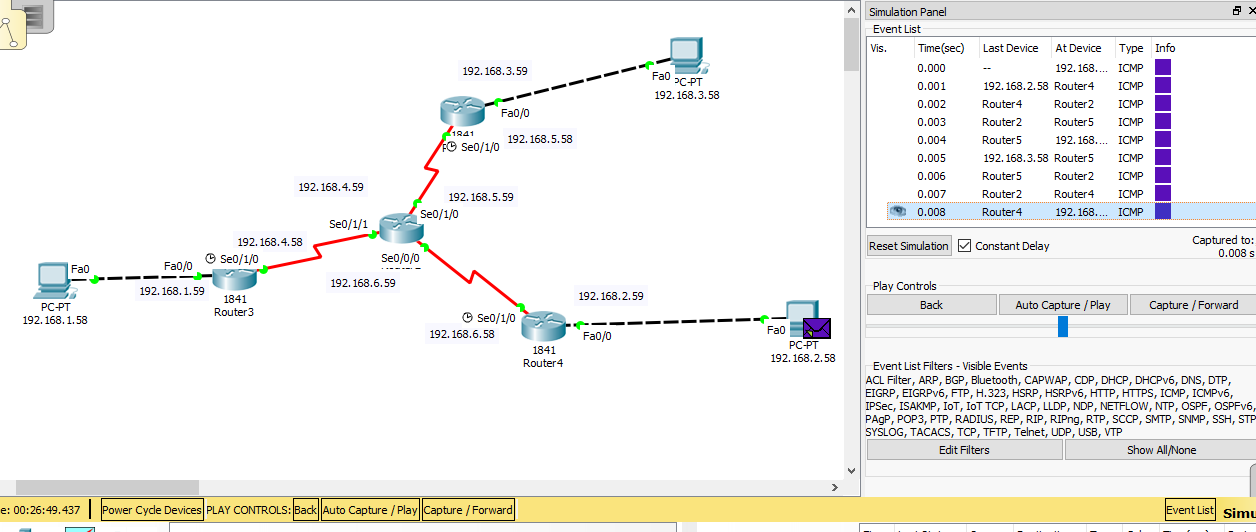 192.168.3.59
Fa0
PC-PT
192.168.3.58
Fa0/0
1841
Se0/1/0
192.168.5.58
192.168.4.59
192.168.5.59
Se0/1/0
Se0/1/1
192.168.4.58
Se0/1/0
Se0/0/0
Fa0
Fa0/0
192.168.1.59
192.168.6.59
PC-PT
192.168.1.58
1841
Router3
192.168.2.59
Se0/1/0
192.168.6.58
Fa0/0
Fa0
PC-PT
192.168.2.58
1841
Router4
Simulation Panel
Event List
Vis. Time(sec) Last Device At Device Type Info
0.000 -- 192.168.... ICMP
0.001 192.168.2.58 Router4 ICMP
0.002 Router4 Router2 ICMP
0.003 Router2 Router5 ICMP
0.004 Router5 192.168.... ICMP
0.005 192.168.3.58 Router5 ICMP
0.006 Router5 Router2 ICMP
0.007 Router2 Router4 ICMP
0.008 Router4 192.168.... ICMP
Reset Simulation Constant Delay Captured to:
0.008 s
Play Controls
Back Auto Capture / Play Capture / Forward
Event List Filters - Visible Events
ACL Filter, ARP, BGP, Bluetooth, CAPWAP, CDP, DHCP, DHCPv6, DNS, DTP,
EIGRP, EIGRPv6, FTP, H.323, HSRP, HSRPv6, HTTP, HTTPS, ICMP, ICMPv6,
IPSec, ISAKMP, IoT, IoT TCP, LACP, LLDP, NDP, NETFLOW, NTP, OSPF, OSPFv6,
PAgP, POP3, PTP, RADIUS, REP, RIP, RIPng, RTP, SCCP, SMTP, SNMP, SSH, STP
SYSLOG, TACACS, TCP, TFTP, Telnet, UDP, USB, VTP
Edit Filters Show All/None
e: 00:26:49.437 Power Cycle Devices PLAY CONTROLS: Back Auto Capture / Play Capture / Forward Event List Simu